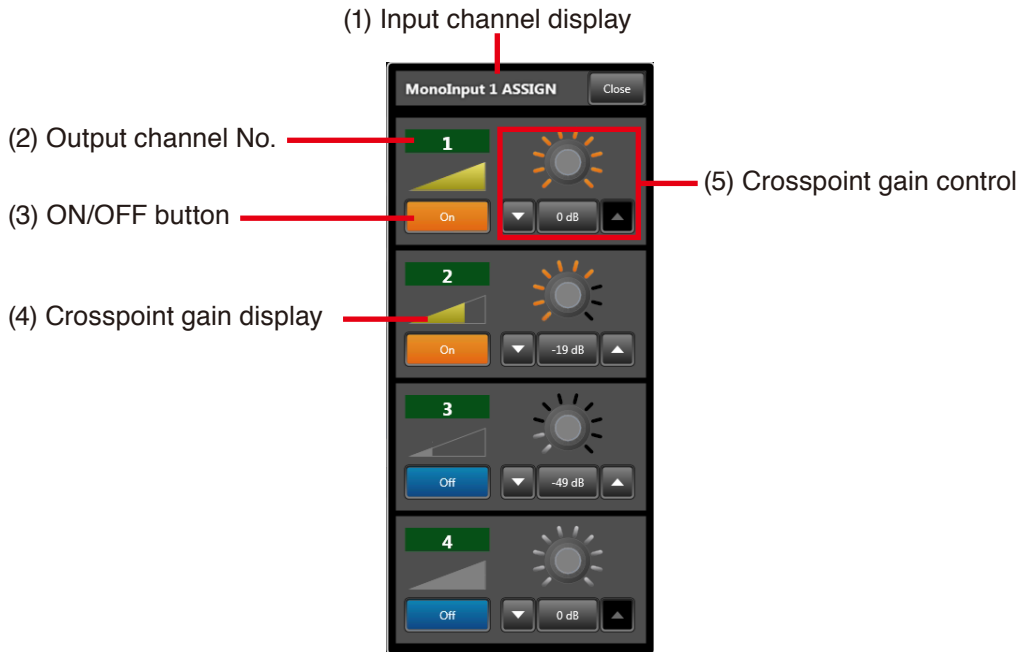 (1) Input channel display
MonoInput 1 ASSIGN Close
(2) Output channel No.
1
(5) Crosspoint gain control
(3) ON/OFF button
On 0 dB
2
(4) Crosspoint gain display
On -19 dB
3
Off -49 dB
4
Off 0 dB